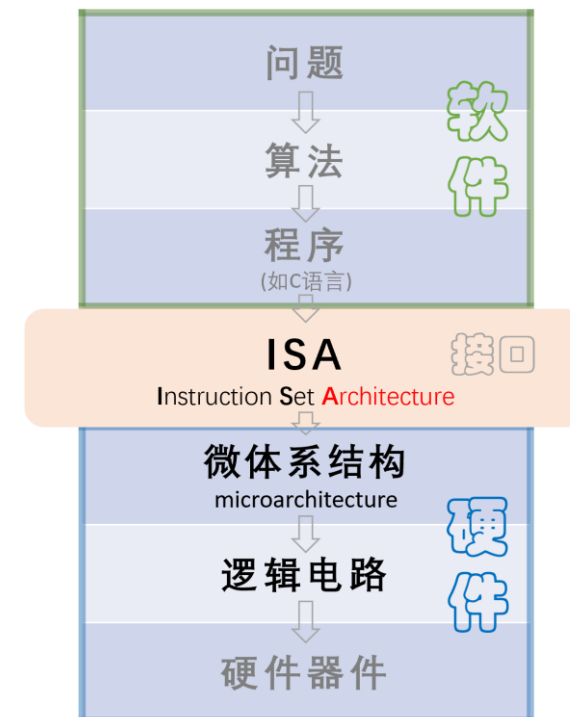 问题
算法
程序
(如C语言)
软件
ISA
Instruction Set Architecture
接口
微体系结构
microarchitecture
逻辑电路
硬件器件
硬件